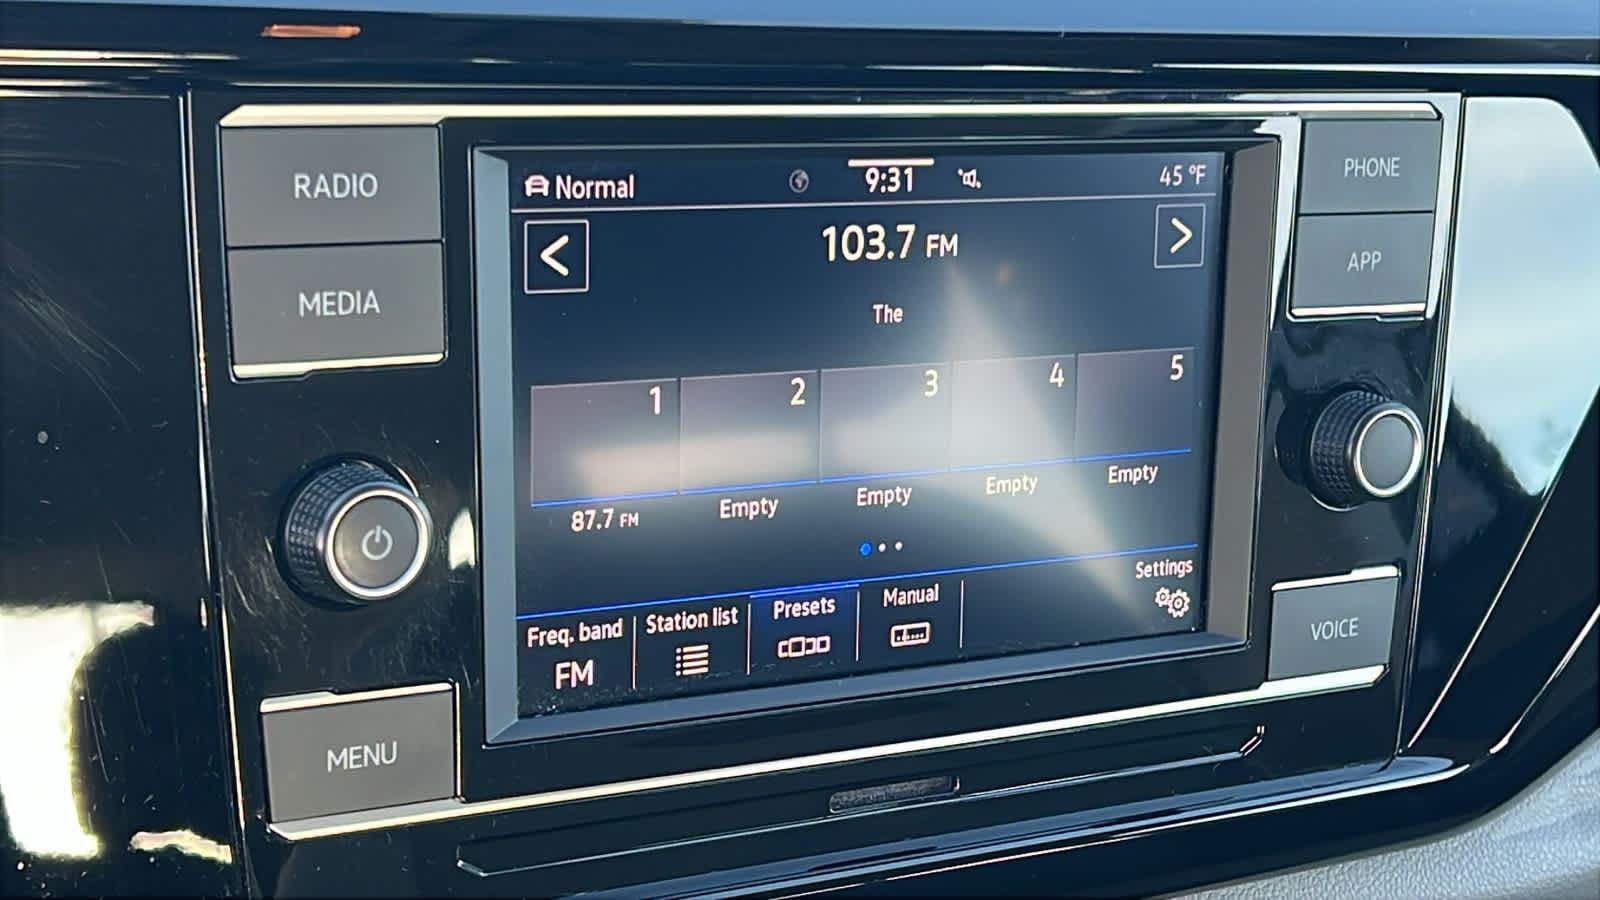 RADIO
MEDIA
MENU
PHONE
APP
VOICE
Normal
9:31
45 °F
<
103.7 FM
>
The
1
2
3
4
5
87.7 FM
Empty
Empty
Empty
Empty
Freq. band
FM
Station list
Presets
Manual
Settings